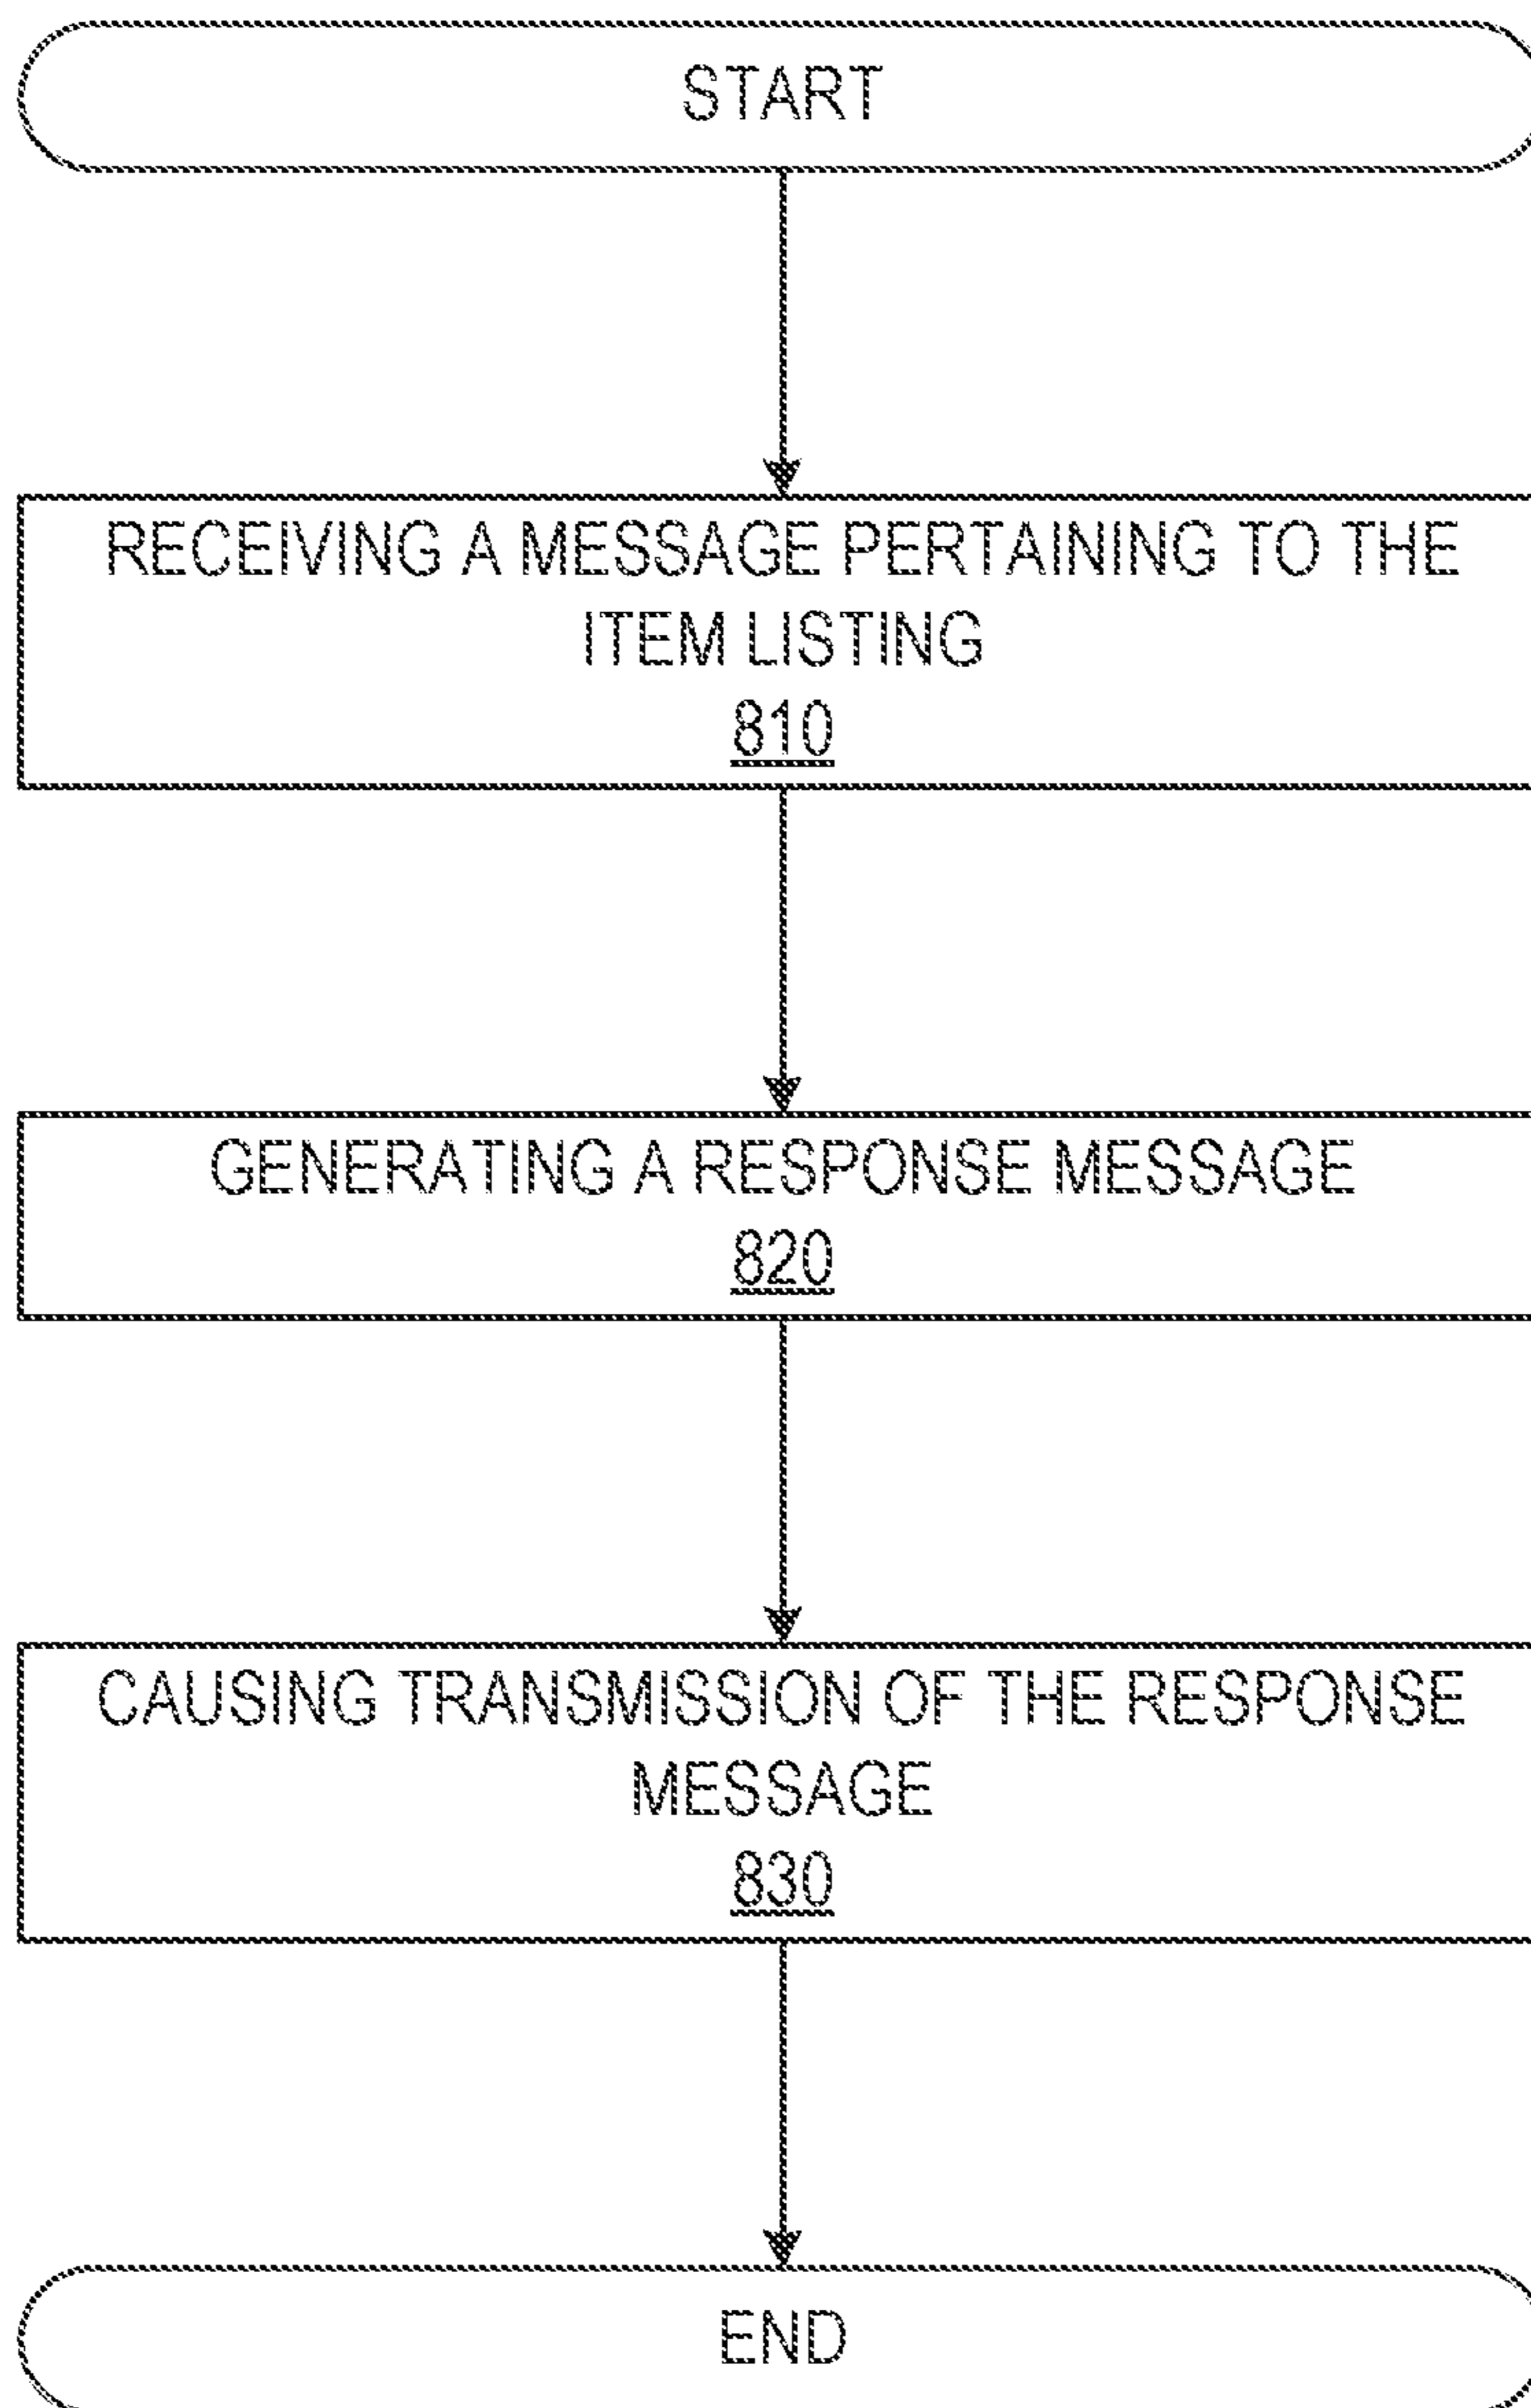 START
RECEIVING A MESSAGE PERTAINING TO THE
ITEM LISTING
810
GENERATING A RESPONSE MESSAGE
820
CAUSING TRANSMISSION OF THE RESPONSE
MESSAGE
830
END